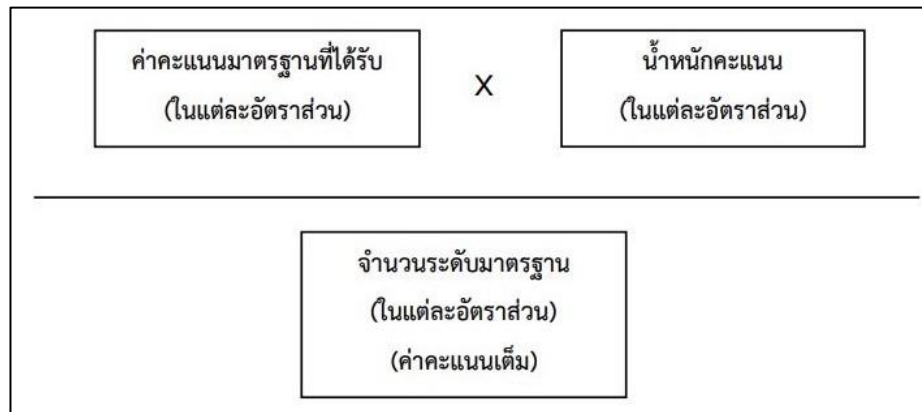 ค่าคะแนนมาตรฐานที่ได้รับ
(ในแต่ละอัตราส่วน)
X
น้ำหนักคะแนน
(ในแต่ละอัตราส่วน)
จำนวนระดับมาตรฐาน
(ในแต่ละอัตราส่วน)
(ค่าคะแนนเต็ม)